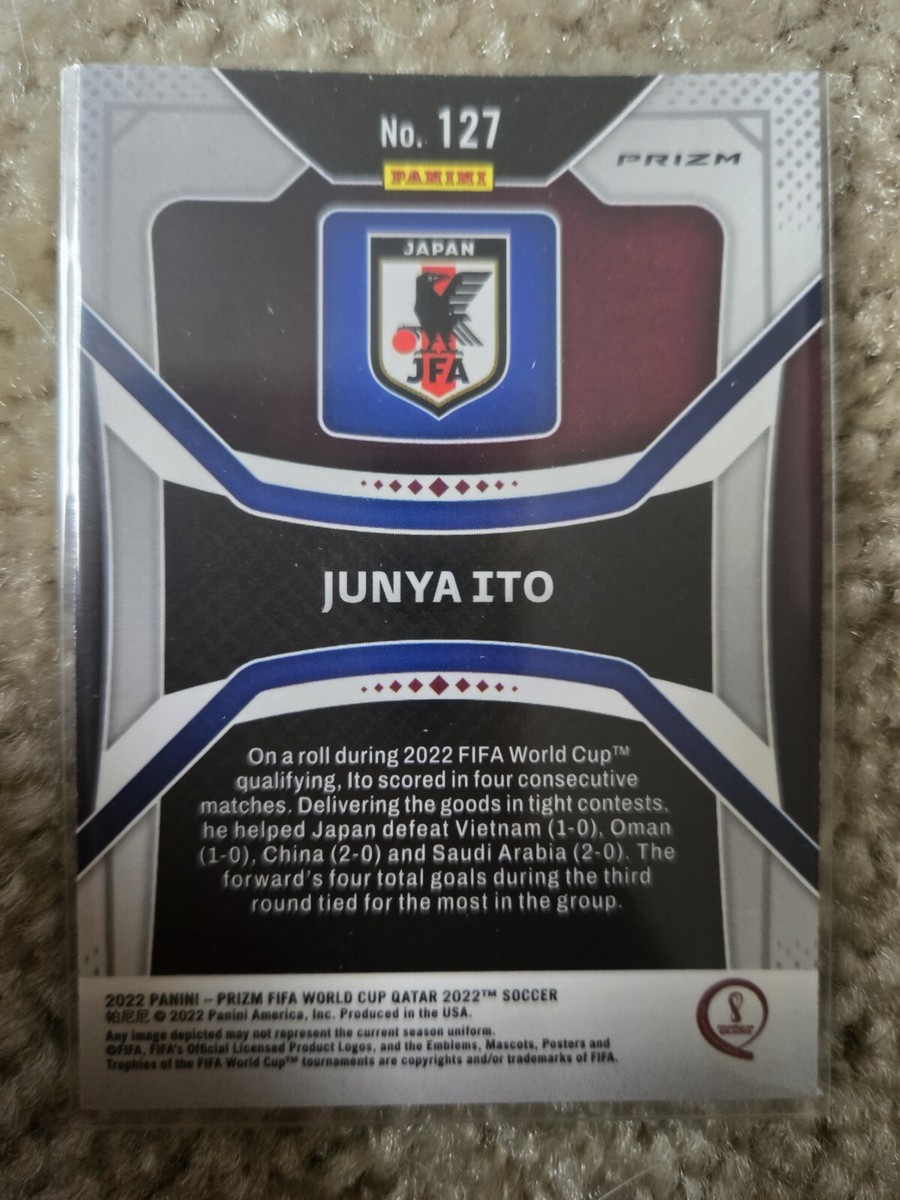 No. 127
PANINI
PRIZM
JAPAN
JFA
JUNYA ITO
On a roll during 2022 FIFA World Cup™
qualifying, Ito scored in four consecutive
matches. Delivering the goods in tight contests,
he helped Japan defeat Vietnam (1-0), Oman
(1-0), China (2-0) and Saudi Arabia (2-0). The
forward's four total goals during the third
round tied for the most in the group.
2022 PANINI – PRIZM FIFA WORLD CUP QATAR 2022™ SOCCER
帕尼尼 © 2022 Panini America, Inc. Produced in the USA.
Any image depicted may not represent the current season uniform.
©FIFA, FIFA's Official Licensed Product Logos, and the Emblems, Mascots, Posters and
Trophies of the FIFA World Cup™ tournaments are copyrights and/or trademarks of FIFA.